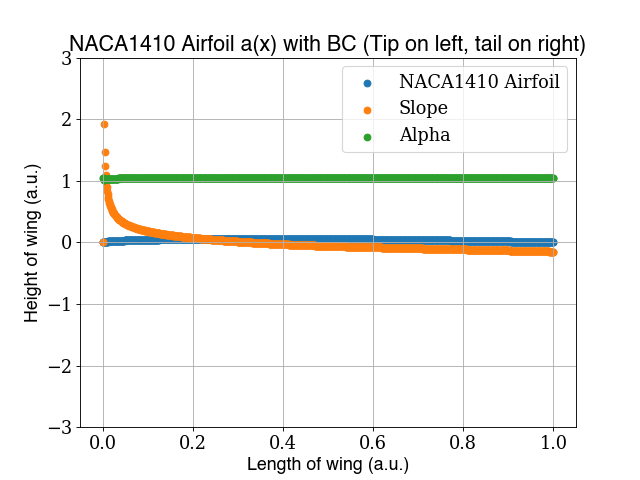 NACA1410 Airfoil a(x) with BC (Tip on left, tail on right)
NACA1410 Airfoil
Slope
Alpha
Height of wing (a.u.)
3
2
1
0
−1
−2
−3
0.0 0.2 0.4 0.6 0.8 1.0
Length of wing (a.u.)